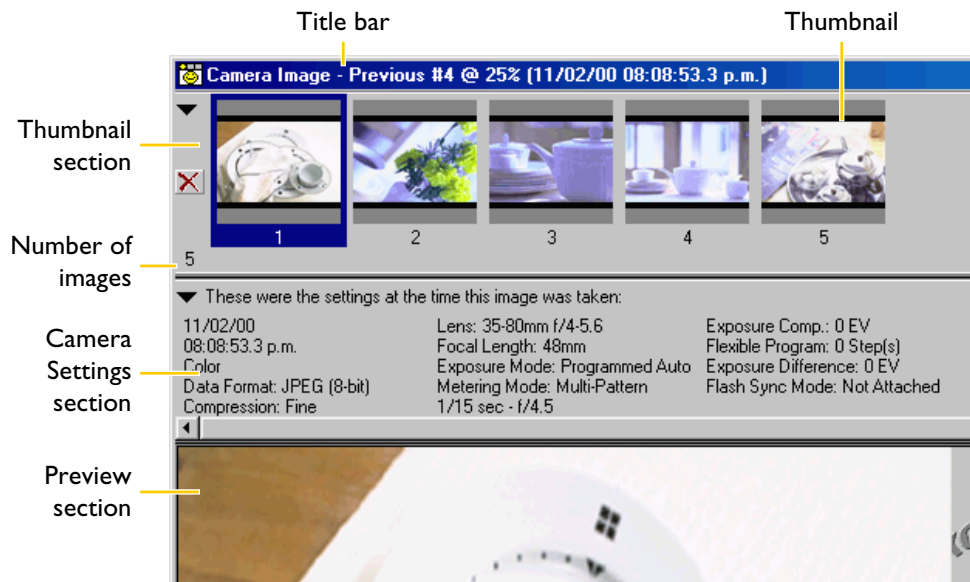 Title bar
Thumbnail
Camera Image - Previous #4 @ 25% (11/02/00 08:08:53.3 p.m.)
Thumbnail
section
1
2
3
4
5
Number of
images
5
These were the settings at the time this image was taken:
11/02/00
08:08:53.3 p.m.
Color
Data Format: JPEG (8-bit)
Compression: Fine
Lens: 35-80mm f/4-5.6
Focal Length: 48mm
Exposure Mode: Programmed Auto
Metering Mode: Multi-Pattern
1/15 sec - f/4.5
Exposure Comp.: 0 EV
Flexible Program: 0 Step(s)
Exposure Difference: 0 EV
Flash Sync Mode: Not Attached
Camera
Settings
section
Preview
section